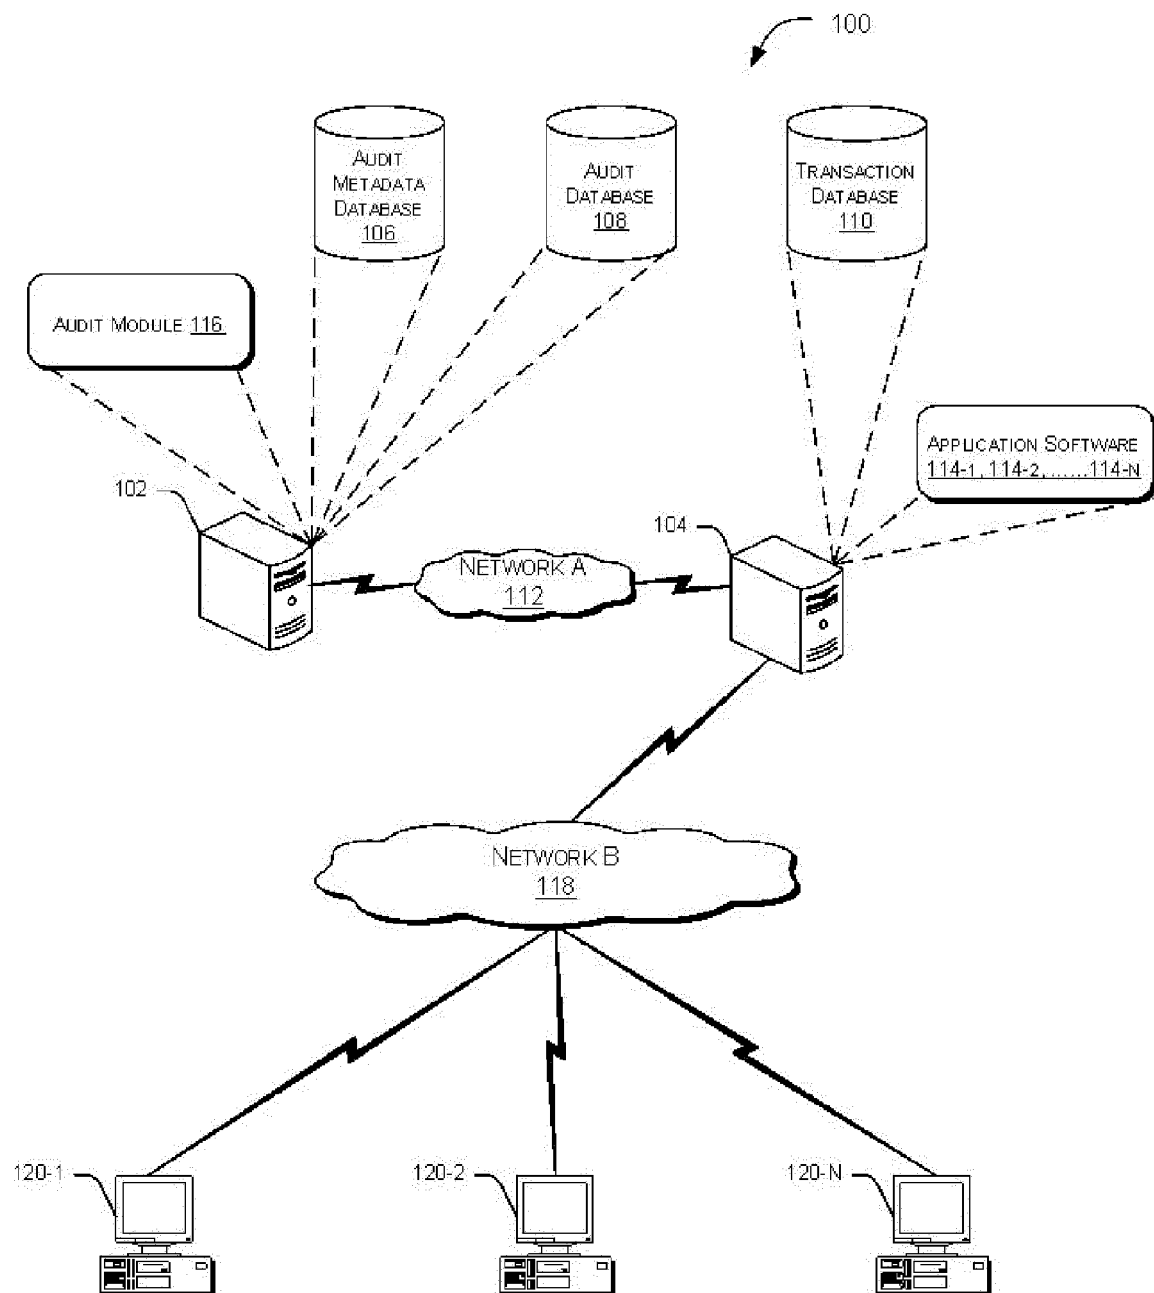 100
AUDIT
METADATA
DATABASE
106
AUDIT
DATABASE
108
TRANSACTION
DATABASE
110
AUDIT MODULE 116
APPLICATION SOFTWARE
114-1, 114-2, .......114-N
102
104
NETWORK A
112
NETWORK B
118
120-1
120-2
120-N